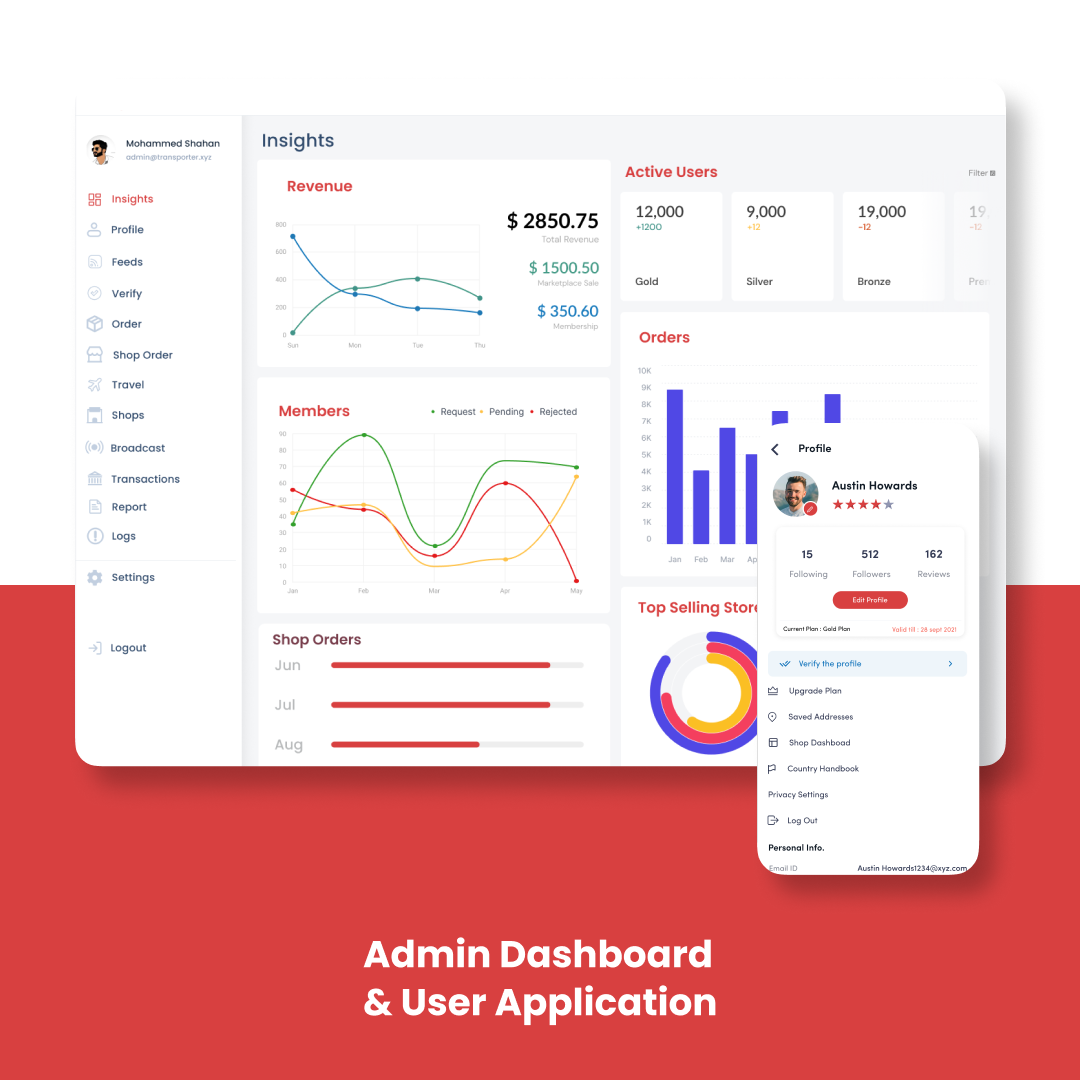 Mohammed Shahan
admin@transporter.xyz
Insights
Profile
Feeds
Verify
Order
Shop Order
Travel
Shops
Broadcast
Transactions
Report
Logs
Settings
Logout
Insights
Revenue
800
600
400
200
0
Sun Mon Tue Thu
$ 2850.75
Total Revenue
$ 1500.50
Marketplace Sale
$ 350.60
Membership
Active Users
Filter
12,000
+1200
Gold
9,000
+12
Silver
19,000
-12
Bronze
19,
-12
Prem
Members
Request Pending Rejected
90
80
70
60
50
40
30
20
10
0
Jan Feb Mar Apr May
Orders
10K
9K
8K
7K
6K
5K
4K
3K
2K
1K
0
Jan Feb Mar Ap
Shop Orders
Jun
Jul
Aug
Top Selling Store
Profile
Austin Howards
15 512 162
Following Followers Reviews
Edit Profile
Current Plan : Gold Plan Valid till : 28 sept 2021
Verify the profile
Upgrade Plan
Saved Addresses
Shop Dashboad
Country Handbook
Privacy Settings
Log Out
Personal Info.
Email ID Austin Howards1234@xyz.com
Admin Dashboard
& User Application